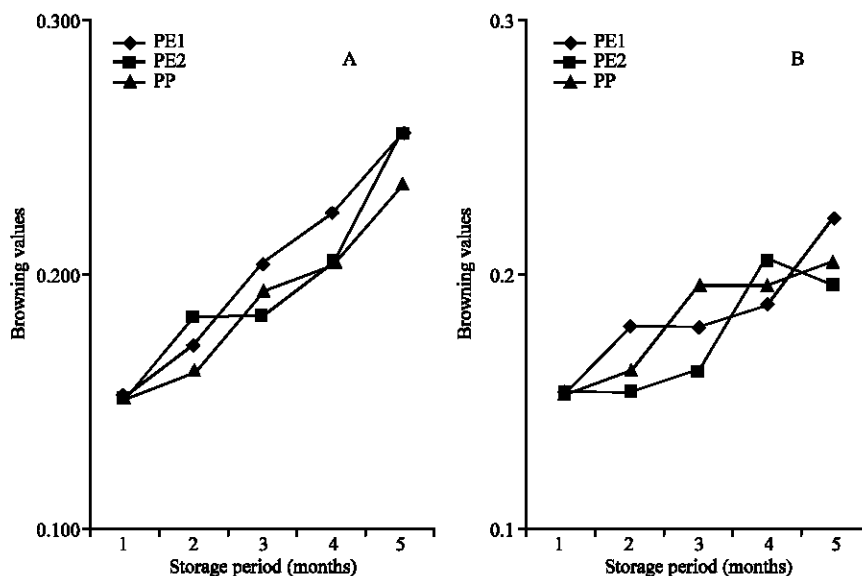 0.300
PE1
PE2
PP
A
Browning values
0.200
0.100
1 2 3 4 5
Storage period (months)
0.3
PE1
PE2
PP
B
Browning values
0.2
0.1
1 2 3 4 5
Storage period (months)